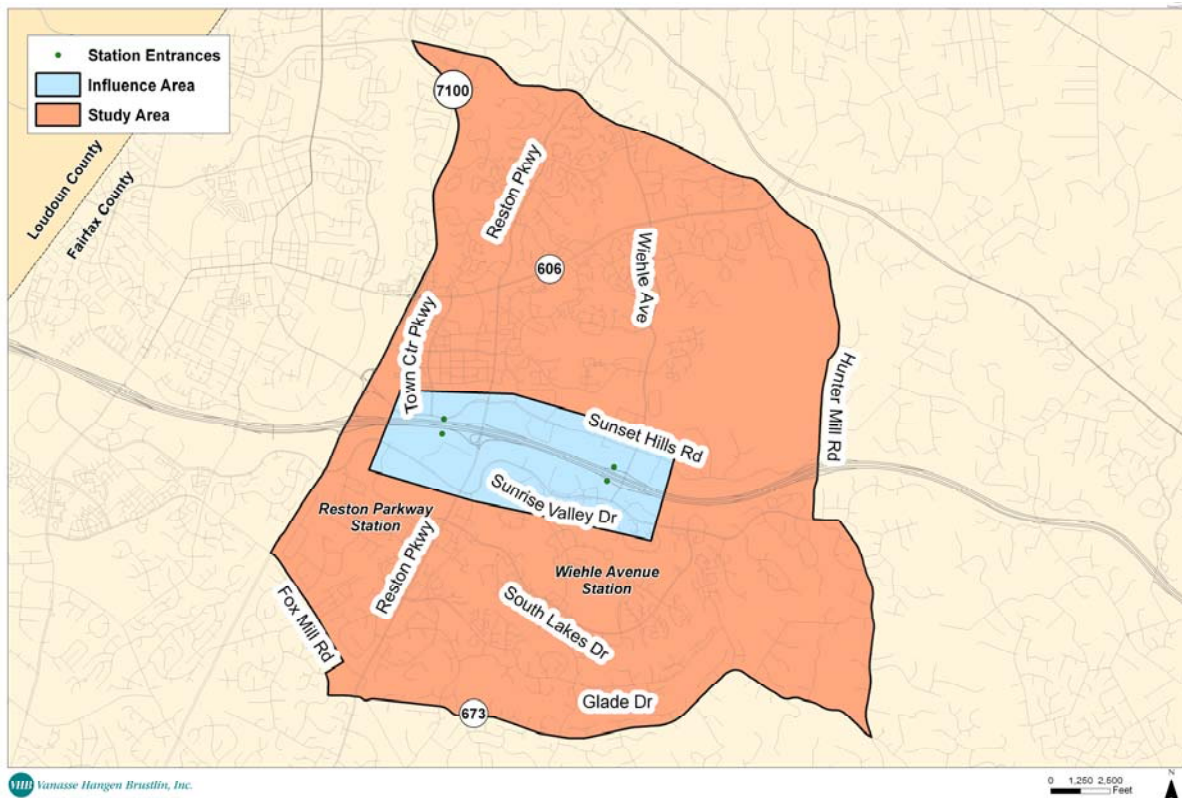 Station Entrances
Influence Area
Study Area
Loudoun County
Fairfax County
7100
Reston Pkwy
606
Wiehle Ave
Town Ctr Pkwy
Hunter Mill Rd
Sunset Hills Rd
Sunrise Valley Dr
Reston Parkway
Station
Reston Pkwy
Wiehle Avenue
Station
Fox Mill Rd
South Lakes Dr
Glade Dr
673
VHB Vanasse Hangen Brustlin, Inc.
0 1,250 2,500
Feet
N